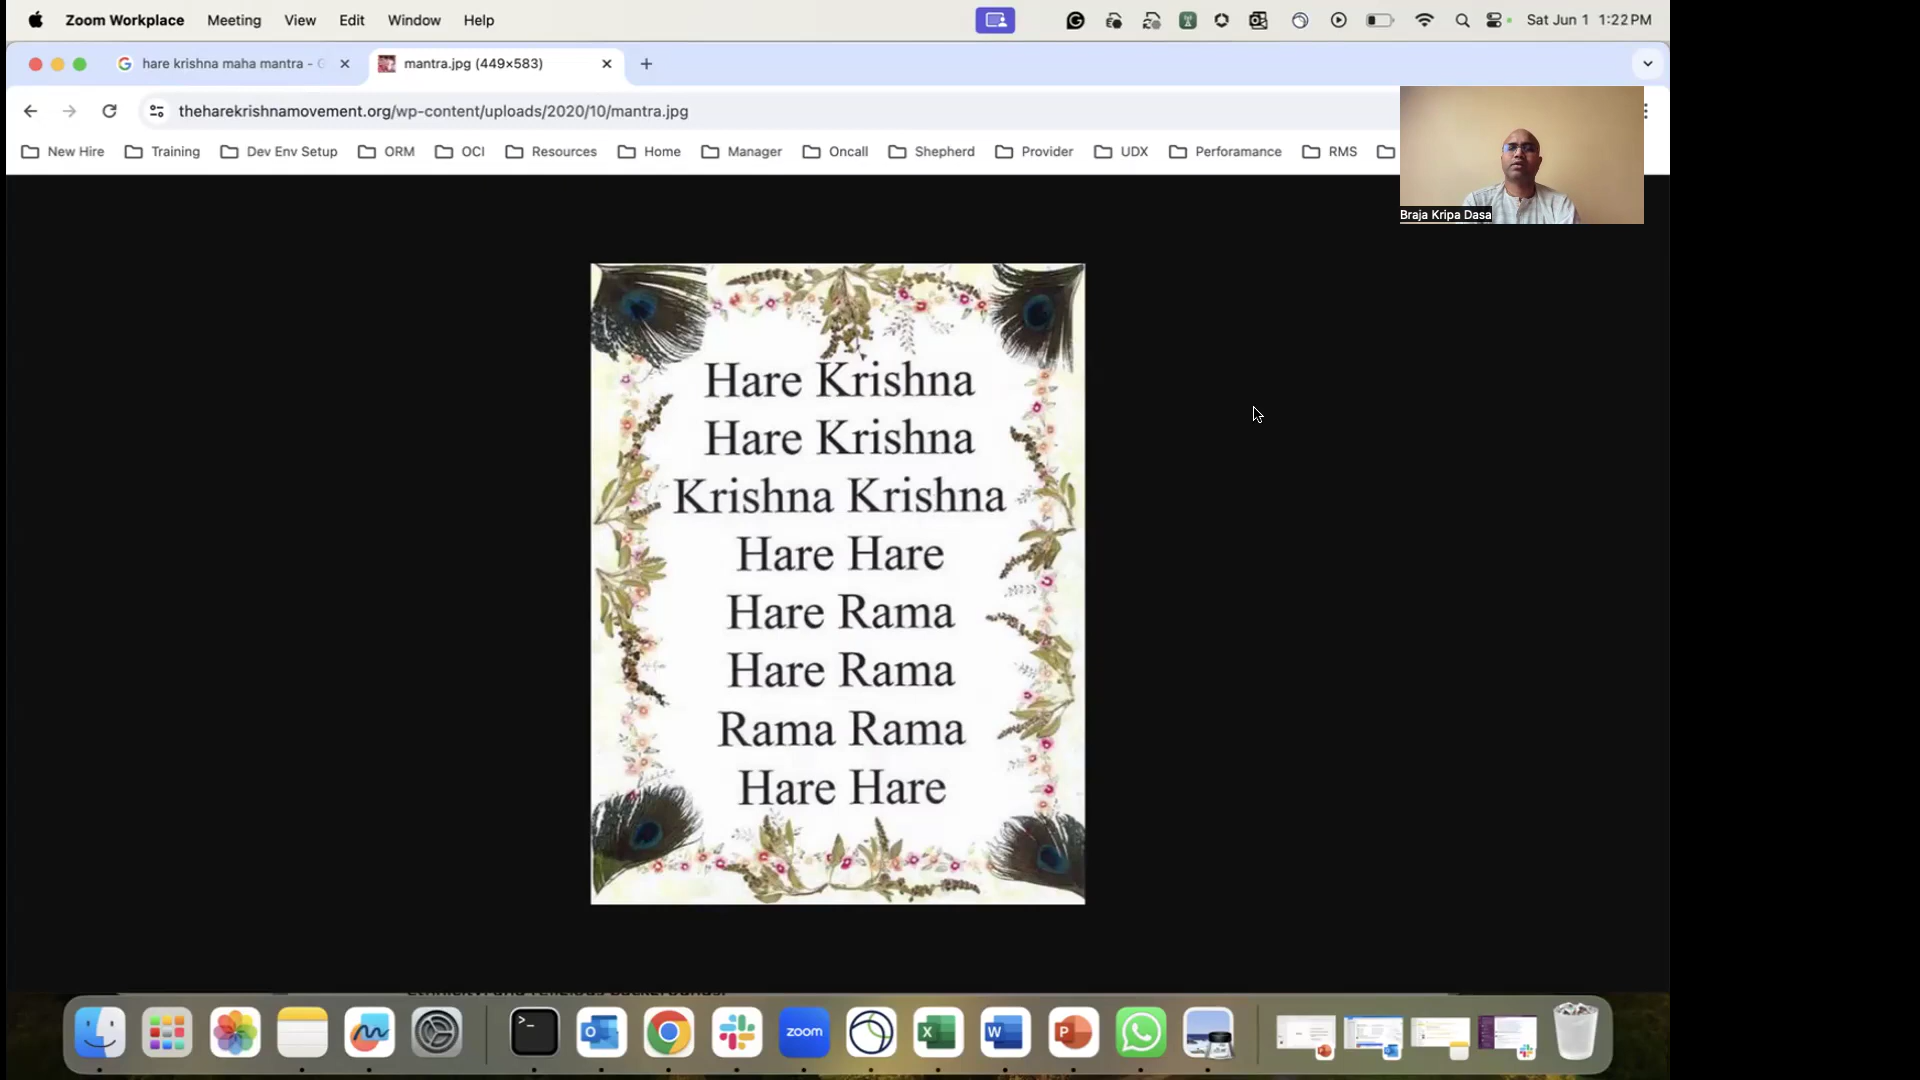 Zoom Workplace Meeting View Edit Window Help Sat Jun 1 1:22 PM
hare krishna maha mantra - G mantra.jpg (449×583)
theharekrishnamovement.org/wp-content/uploads/2020/10/mantra.jpg
New Hire Training Dev Env Setup ORM OCI Resources Home Manager Oncall Shepherd Provider UDX Perforamance RMS
Braja Kripa Dasa
Hare Krishna
Hare Krishna
Krishna Krishna
Hare Hare
Hare Rama
Hare Rama
Rama Rama
Hare Hare
zoom